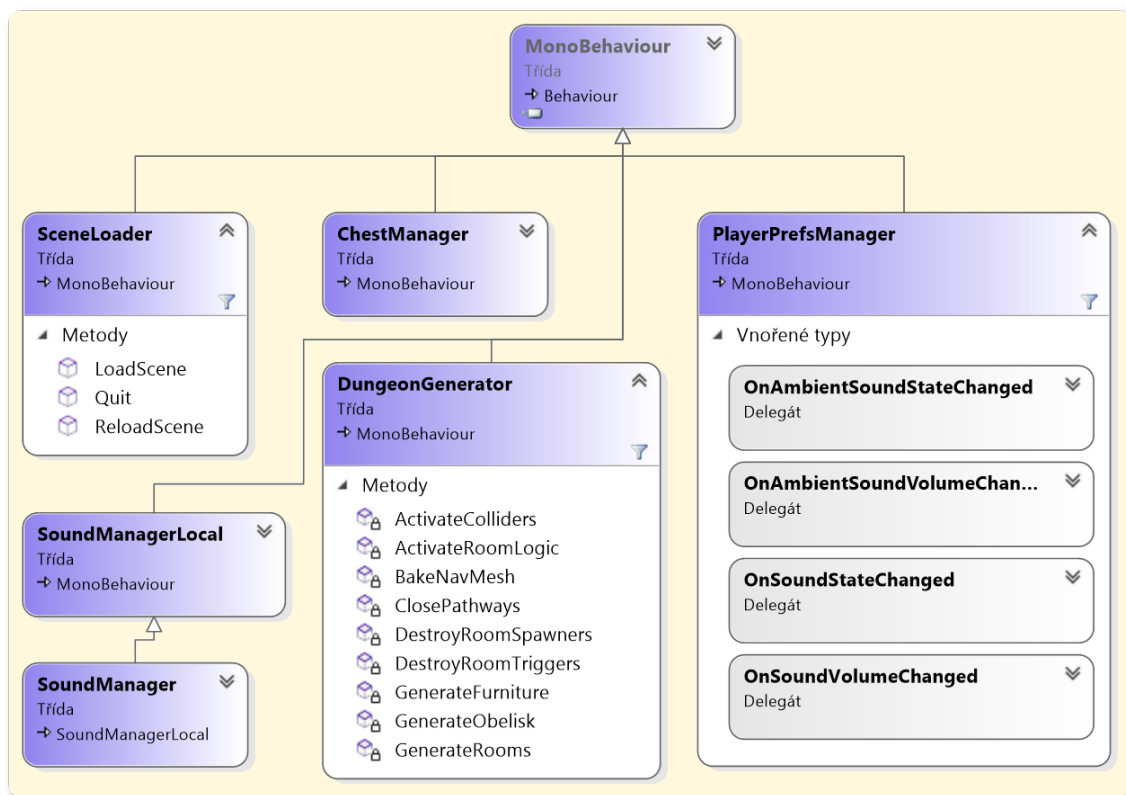 MonoBehaviour
Třída
Behaviour
SceneLoader
Třída
MonoBehaviour
Metody
LoadScene
Quit
ReloadScene
ChestManager
Třída
MonoBehaviour
PlayerPrefsManager
Třída
MonoBehaviour
Vnořené typy
OnAmbientSoundStateChanged
Delegát
OnAmbientSoundVolumeChan...
Delegát
OnSoundStateChanged
Delegát
OnSoundVolumeChanged
Delegát
DungeonGenerator
Třída
MonoBehaviour
Metody
ActivateColliders
ActivateRoomLogic
BakeNavMesh
ClosePathways
DestroyRoomSpawners
DestroyRoomTriggers
GenerateFurniture
GenerateObelisk
GenerateRooms
SoundManagerLocal
Třída
MonoBehaviour
SoundManager
Třída
SoundManagerLocal